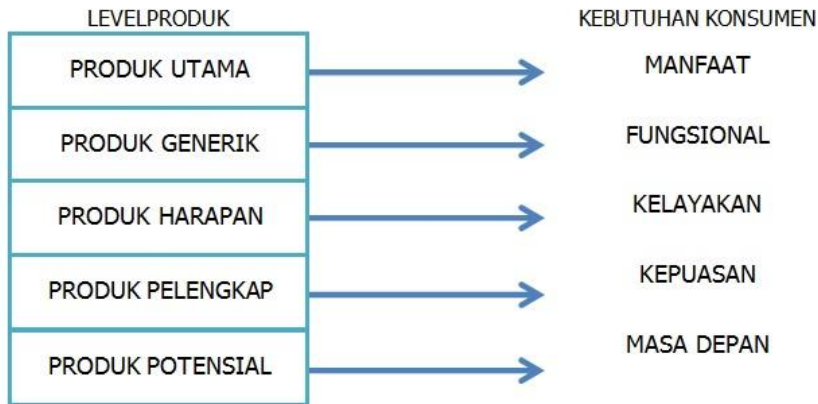 LEVELPRODUK
KEBUTUHAN KONSUMEN
PRODUK UTAMA
MANFAAT
PRODUK GENERIK
FUNGSIONAL
PRODUK HARAPAN
KELAYAKAN
PRODUK PELENGKAP
KEPUASAN
PRODUK POTENSIAL
MASA DEPAN